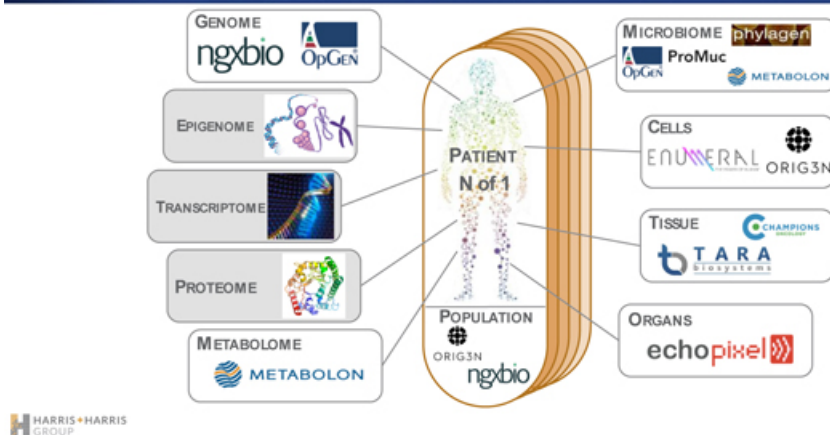 GENOME
ngxbio OPGEN
EPIGENOME
TRANSCRIPTOME
PROTEOME
METABOLOME
METABOLON
PATIENT
N of 1
POPULATION
ORIG3N
ngxbio
MICROBIOME phylagen
OPGEN ProMuc METABOLON
CELLS
ENUMERAL ORIG3N
TISSUE
CHAMPIONS
ONCOLOGY
TARA
biosystems
ORGANS
echopixel
HARRIS+HARRIS
GROUP